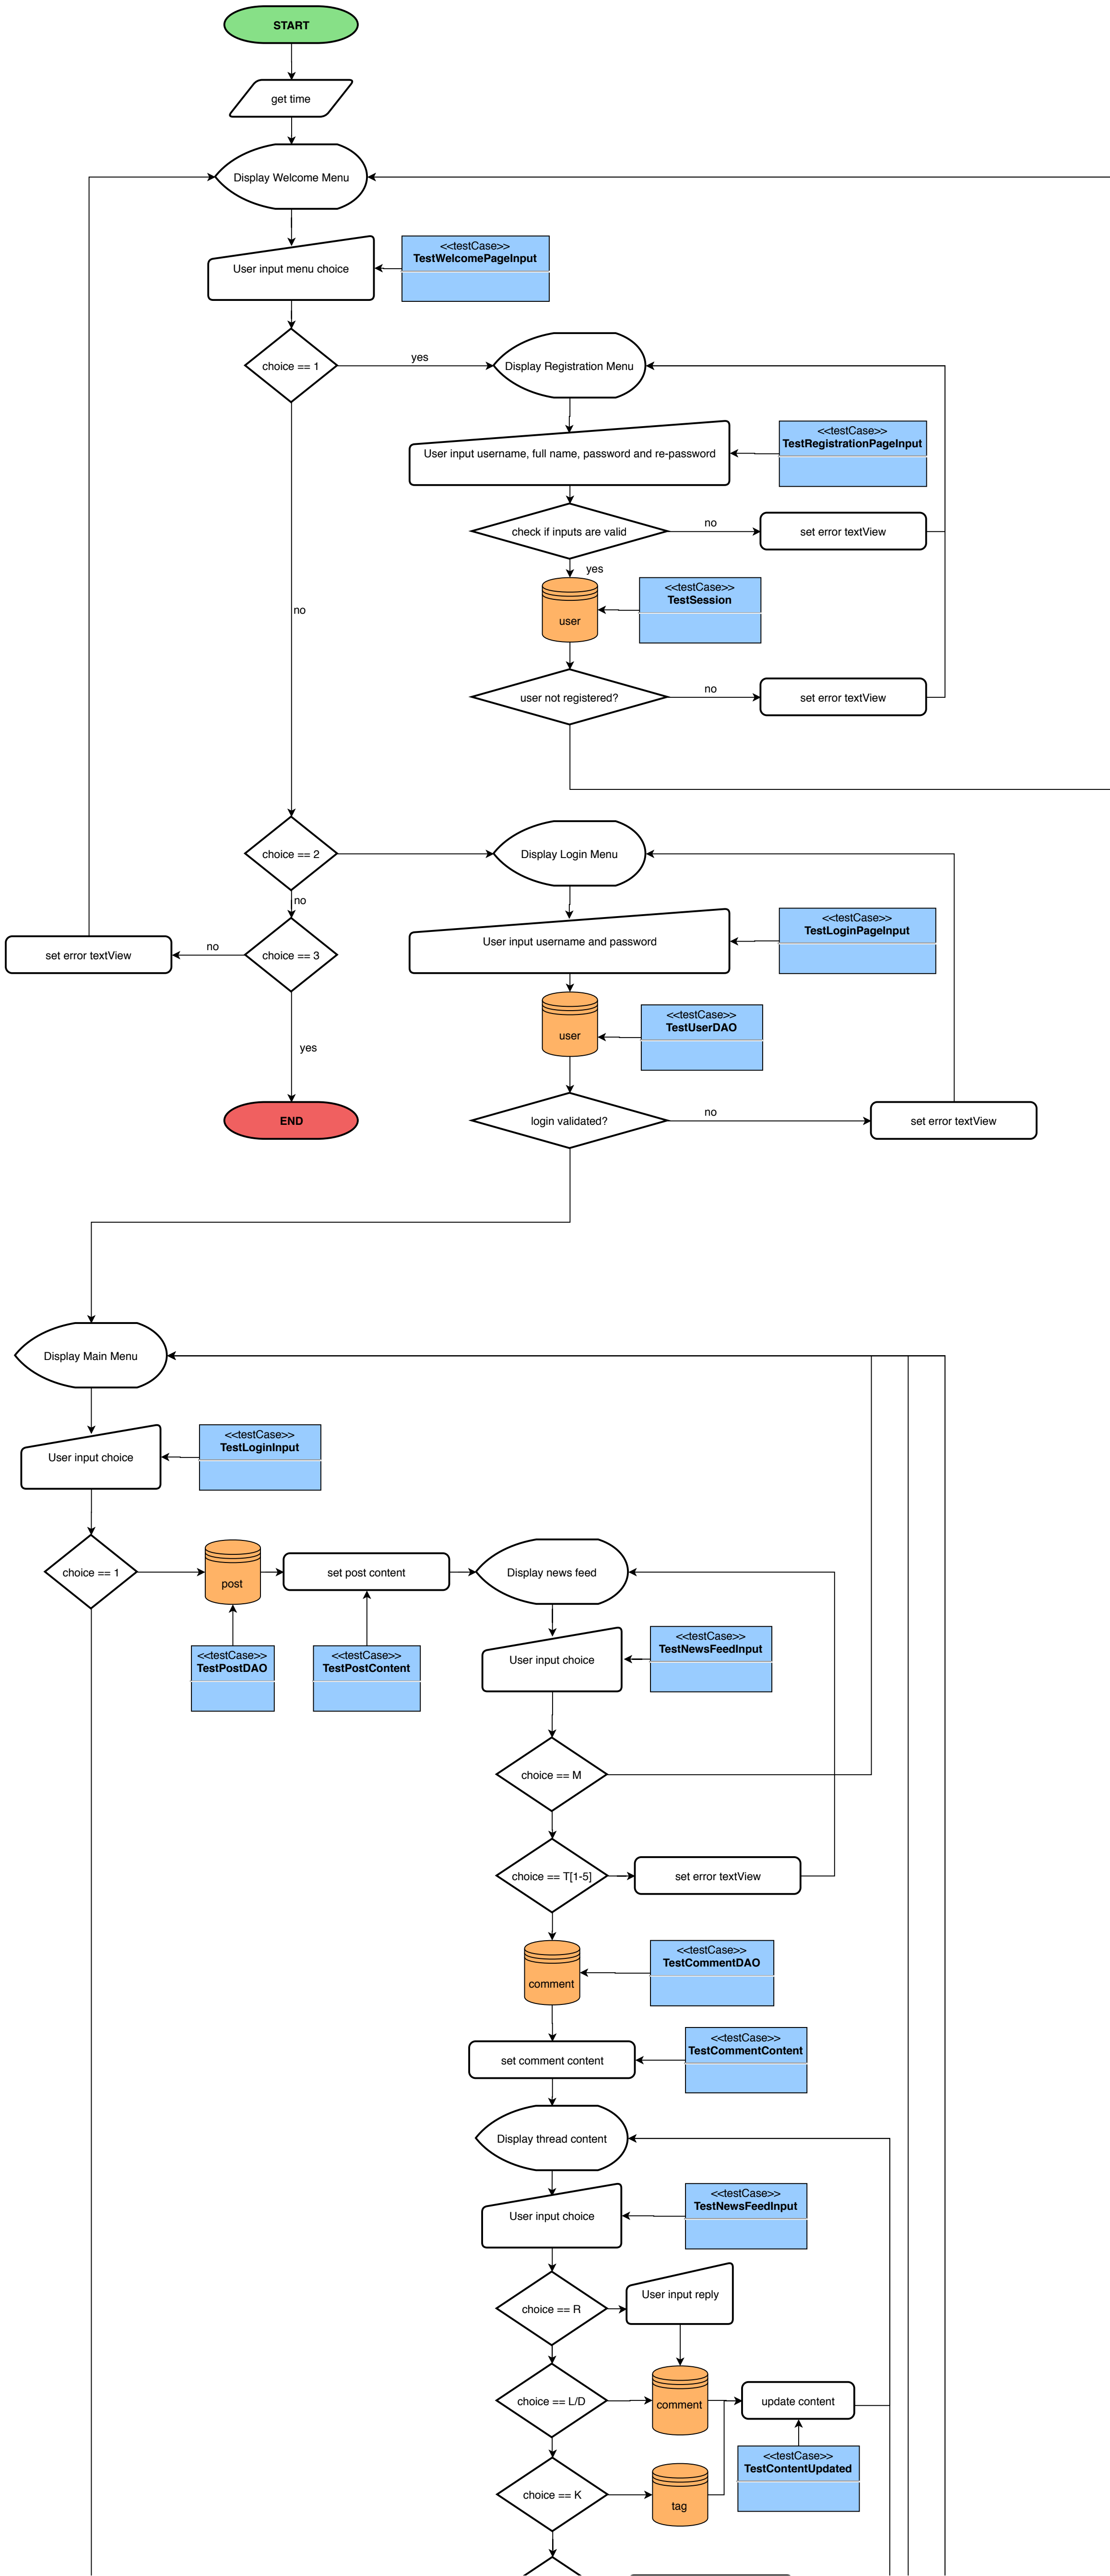 START
get time
Display Welcome Menu
User input menu choice
<<testCase>>
TestWelcomePageInput
choice == 1
yes
Display Registration Menu
User input username, full name, password and re-password
<<testCase>>
TestRegistrationPageInput
check if inputs are valid
no
set error textView
yes
user
<<testCase>>
TestSession
no
user not registered?
no
set error textView
choice == 2
Display Login Menu
no
User input username and password
<<testCase>>
TestLoginPageInput
choice == 3
no
set error textView
user
<<testCase>>
TestUserDAO
yes
END
login validated?
no
set error textView
Display Main Menu
User input choice
<<testCase>>
TestLoginInput
choice == 1
post
set post content
Display news feed
<<testCase>>
TestPostDAO
<<testCase>>
TestPostContent
User input choice
<<testCase>>
TestNewsFeedInput
choice == M
choice == T[1-5]
set error textView
comment
<<testCase>>
TestCommentDAO
set comment content
<<testCase>>
TestCommentContent
Display thread content
User input choice
<<testCase>>
TestNewsFeedInput
choice == R
User input reply
choice == L/D
comment
update content
<<testCase>>
TestContentUpdated
choice == K
tag